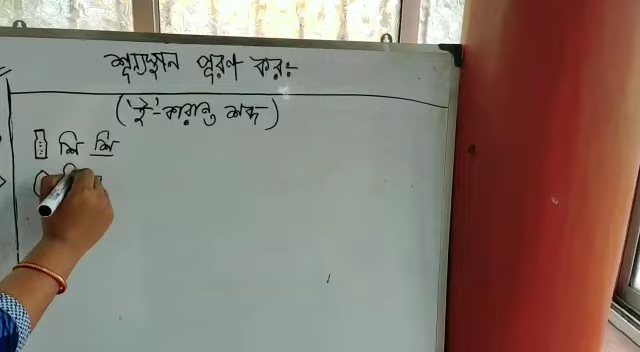 শূন্যস্থান পূরণ কর:
('ই'-কারান্ত শব্দ)
শি শি